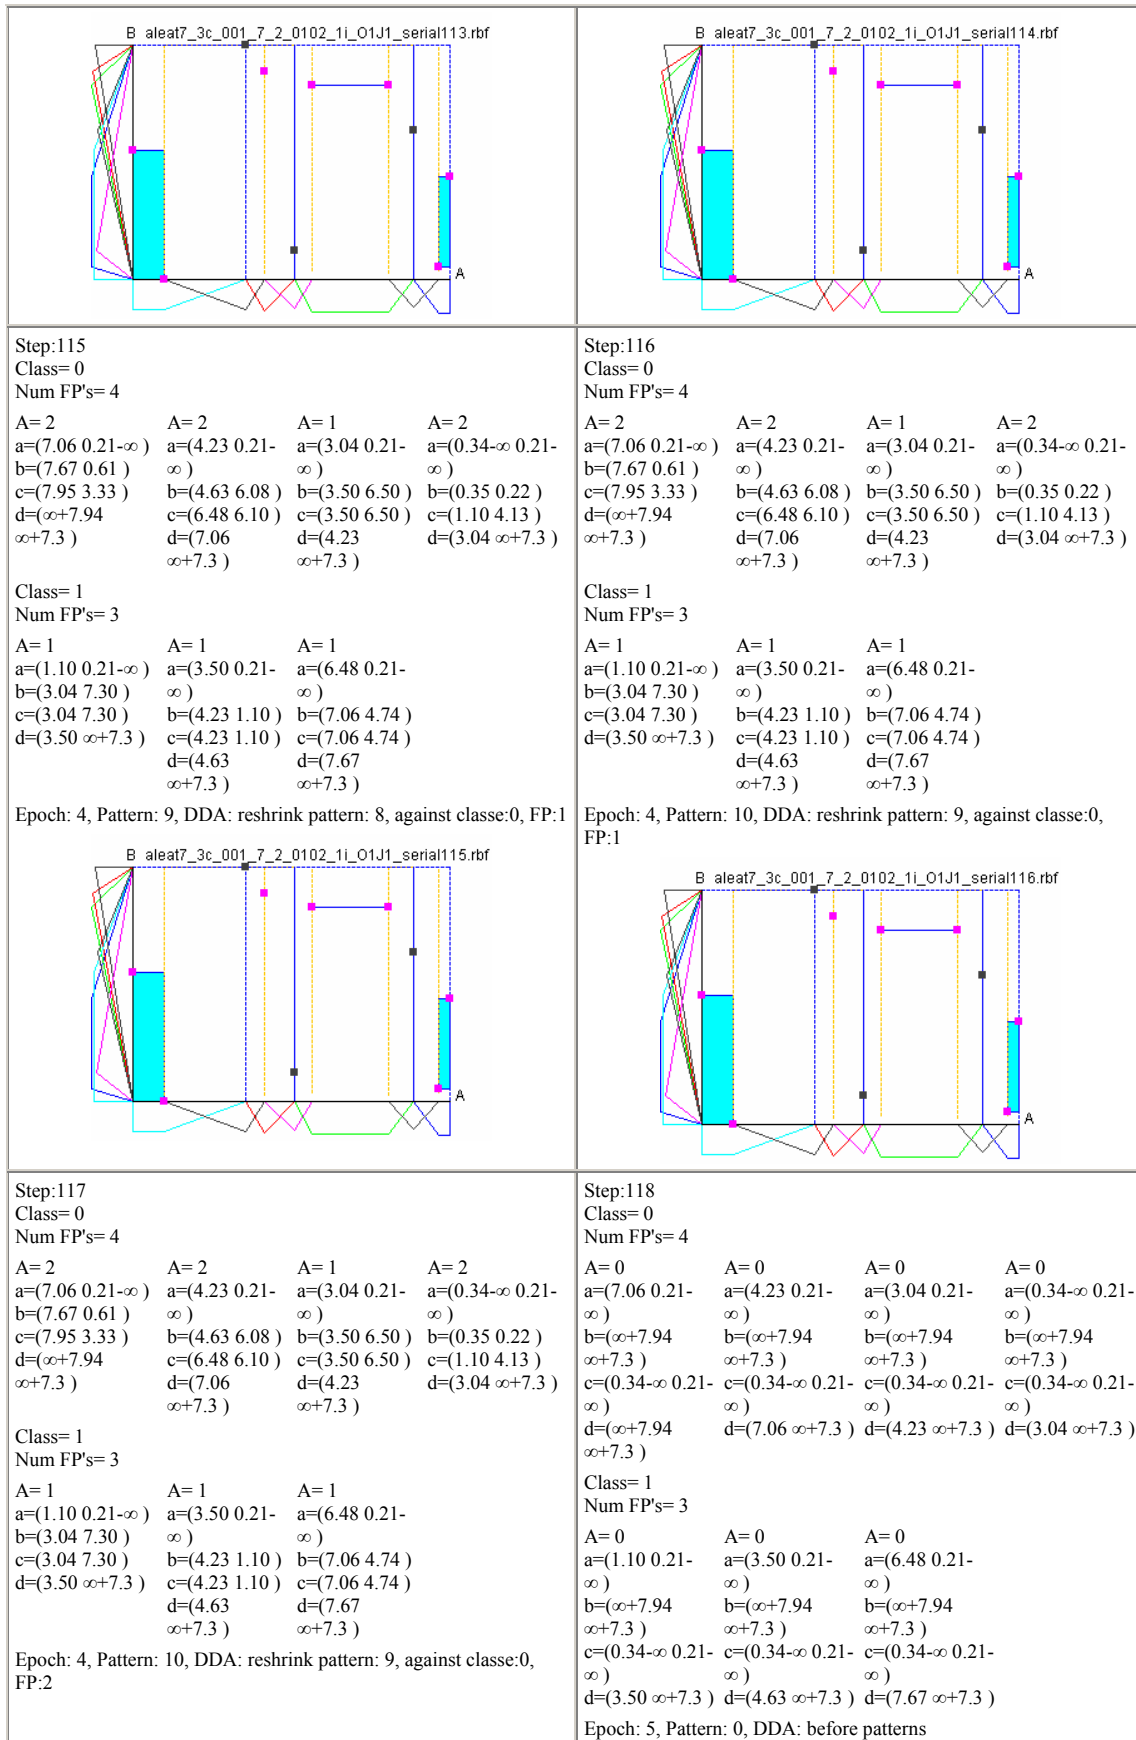 B aleat7_3c_001_7_2_0102_1i_O1J1_serial113.rbf
A
B aleat7_3c_001_7_2_0102_1i_O1J1_serial114.rbf
A
Step:115
Class= 0
Num FP's= 4
A= 2 A= 2 A= 1 A= 2
a=(7.06 0.21-∞ ) a=(4.23 0.21- a=(3.04 0.21- a=(0.34-∞ 0.21-
b=(7.67 0.61 ) ∞ ) ∞ ) ∞ )
c=(7.95 3.33 ) b=(4.63 6.08 ) b=(3.50 6.50 ) b=(0.35 0.22 )
d=(∞+7.94 c=(6.48 6.10 ) c=(3.50 6.50 ) c=(1.10 4.13 )
∞+7.3 ) d=(7.06 d=(4.23 d=(3.04 ∞+7.3 )
∞+7.3 ) ∞+7.3 )
Class= 1
Num FP's= 3
A= 1 A= 1 A= 1
a=(1.10 0.21-∞ ) a=(3.50 0.21- a=(6.48 0.21-
b=(3.04 7.30 ) ∞ ) ∞ )
c=(3.04 7.30 ) b=(4.23 1.10 ) b=(7.06 4.74 )
d=(3.50 ∞+7.3 ) c=(4.23 1.10 ) c=(7.06 4.74 )
d=(4.63 d=(7.67
∞+7.3 ) ∞+7.3 )
Epoch: 4, Pattern: 9, DDA: reshrink pattern: 8, against classe:0, FP:1
B aleat7_3c_001_7_2_0102_1i_O1J1_serial115.rbf
A
Step:116
Class= 0
Num FP's= 4
A= 2 A= 2 A= 1 A= 2
a=(7.06 0.21-∞ ) a=(4.23 0.21- a=(3.04 0.21- a=(0.34-∞ 0.21-
b=(7.67 0.61 ) ∞ ) ∞ ) ∞ )
c=(7.95 3.33 ) b=(4.63 6.08 ) b=(3.50 6.50 ) b=(0.35 0.22 )
d=(∞+7.94 c=(6.48 6.10 ) c=(3.50 6.50 ) c=(1.10 4.13 )
∞+7.3 ) d=(7.06 d=(4.23 d=(3.04 ∞+7.3 )
∞+7.3 ) ∞+7.3 )
Class= 1
Num FP's= 3
A= 1 A= 1 A= 1
a=(1.10 0.21-∞ ) a=(3.50 0.21- a=(6.48 0.21-
b=(3.04 7.30 ) ∞ ) ∞ )
c=(3.04 7.30 ) b=(4.23 1.10 ) b=(7.06 4.74 )
d=(3.50 ∞+7.3 ) c=(4.23 1.10 ) c=(7.06 4.74 )
d=(4.63 d=(7.67
∞+7.3 ) ∞+7.3 )
Epoch: 4, Pattern: 10, DDA: reshrink pattern: 9, against classe:0,
FP:1
B aleat7_3c_001_7_2_0102_1i_O1J1_serial116.rbf
A
Step:117
Class= 0
Num FP's= 4
A= 2 A= 2 A= 1 A= 2
a=(7.06 0.21-∞ ) a=(4.23 0.21- a=(3.04 0.21- a=(0.34-∞ 0.21-
b=(7.67 0.61 ) ∞ ) ∞ ) ∞ )
c=(7.95 3.33 ) b=(4.63 6.08 ) b=(3.50 6.50 ) b=(0.35 0.22 )
d=(∞+7.94 c=(6.48 6.10 ) c=(3.50 6.50 ) c=(1.10 4.13 )
∞+7.3 ) d=(7.06 d=(4.23 d=(3.04 ∞+7.3 )
∞+7.3 ) ∞+7.3 )
Class= 1
Num FP's= 3
A= 1 A= 1 A= 1
a=(1.10 0.21-∞ ) a=(3.50 0.21- a=(6.48 0.21-
b=(3.04 7.30 ) ∞ ) ∞ )
c=(3.04 7.30 ) b=(4.23 1.10 ) b=(7.06 4.74 )
d=(3.50 ∞+7.3 ) c=(4.23 1.10 ) c=(7.06 4.74 )
d=(4.63 d=(7.67
∞+7.3 ) ∞+7.3 )
Epoch: 4, Pattern: 10, DDA: reshrink pattern: 9, against classe:0,
FP:2
Step:118
Class= 0
Num FP's= 4
A= 0 A= 0 A= 0 A= 0
a=(7.06 0.21- a=(4.23 0.21- a=(3.04 0.21- a=(0.34-∞ 0.21-
∞ ) ∞ ) ∞ ) ∞ )
b=(∞+7.94 b=(∞+7.94 b=(∞+7.94 b=(∞+7.94
∞+7.3 ) ∞+7.3 ) ∞+7.3 ) ∞+7.3 )
c=(0.34-∞ 0.21- c=(0.34-∞ 0.21- c=(0.34-∞ 0.21- c=(0.34-∞ 0.21-
∞ ) ∞ ) ∞ ) ∞ )
d=(∞+7.94 d=(7.06 ∞+7.3 ) d=(4.23 ∞+7.3 ) d=(3.04 ∞+7.3 )
∞+7.3 )
Class= 1
Num FP's= 3
A= 0 A= 0 A= 0
a=(1.10 0.21- a=(3.50 0.21- a=(6.48 0.21-
∞ ) ∞ ) ∞ )
b=(∞+7.94 b=(∞+7.94 b=(∞+7.94
∞+7.3 ) ∞+7.3 ) ∞+7.3 )
c=(0.34-∞ 0.21- c=(0.34-∞ 0.21- c=(0.34-∞ 0.21-
∞ ) ∞ ) ∞ )
d=(3.50 ∞+7.3 ) d=(4.63 ∞+7.3 ) d=(7.67 ∞+7.3 )
Epoch: 5, Pattern: 0, DDA: before patterns